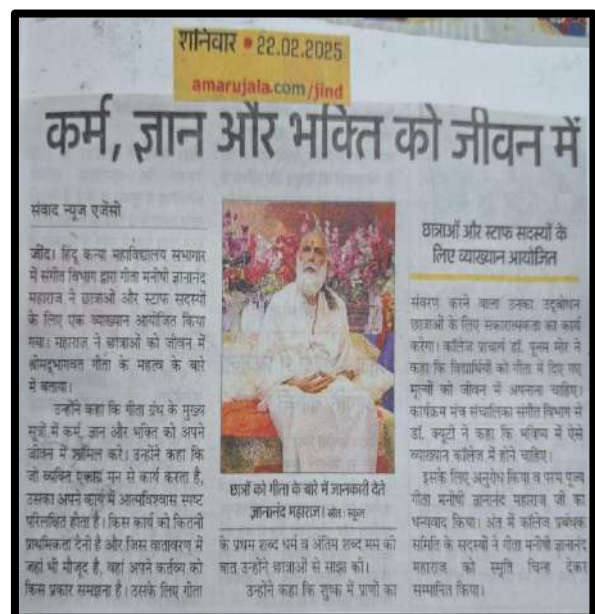 शनिवार • 22.02.2025
amarujala.com/jind
कर्म, ज्ञान और भक्ति को जीवन में
संवाद न्यूज एजेंसी
जींद। हिंदू कन्या महाविद्यालय सभागार
में संगीत विभाग द्वारा गीता मनीषी ज्ञानानंद
महाराज ने छात्राओं और स्टाफ सदस्यों
के लिए एक व्याख्यान आयोजित किया
गया। महाराज ने छात्राओं को जीवन में
श्रीमद्भागवत गीता के महत्व के बारे
में बताया।
उन्होंने कहा कि गीता ग्रंथ के मुख्य
सूत्रों में कर्म, ज्ञान और भक्ति को अपने
जीवन में शामिल करें। उन्होंने कहा कि
जो व्यक्ति एकाग्र मन से कार्य करता है,
उसका अपने कार्य में आत्मविश्वास स्पष्ट
परिलक्षित होता है। किस कार्य को कितनी
प्राथमिकता देनी है और जिस वातावरण में
जहां भी मौजूद है, वहां अपने कर्तव्य को
किस प्रकार समझना है। उसके लिए गीता
छात्रों को गीता के बारे में जानकारी देते
ज्ञानानंद महाराज। स्रोत: स्कूल
के प्रथम शब्द धर्म व अंतिम शब्द मम की
बात उन्होंने छात्राओं से साझा की।
उन्होंने कहा कि शुष्क में प्राणों का
छात्राओं और स्टाफ सदस्यों के
लिए व्याख्यान आयोजित
संवरण करने वाला उनका उद्बोधन
छात्राओं के लिए सकारात्मकता का कार्य
करेगा। कॉलेज प्राचार्य डॉ. पूनम मोर ने
कहा कि विद्यार्थियों को गीता में दिए गए
मूल्यों को जीवन में अपनाना चाहिए।
कार्यक्रम मंच संचालिका संगीत विभाग से
डॉ. क्यूटी ने कहा कि भविष्य में ऐसे
व्याख्यान कॉलेज में होने चाहिए।
इसके लिए अनुरोध किया व परम पूज्य
गीता मनीषी ज्ञानानंद महाराज जी का
धन्यवाद किया। अंत में कॉलेज प्रबंधक
समिति के सदस्यों ने गीता मनीषी ज्ञानानंद
महाराज को स्मृति चिन्ह देकर
सम्मानित किया।